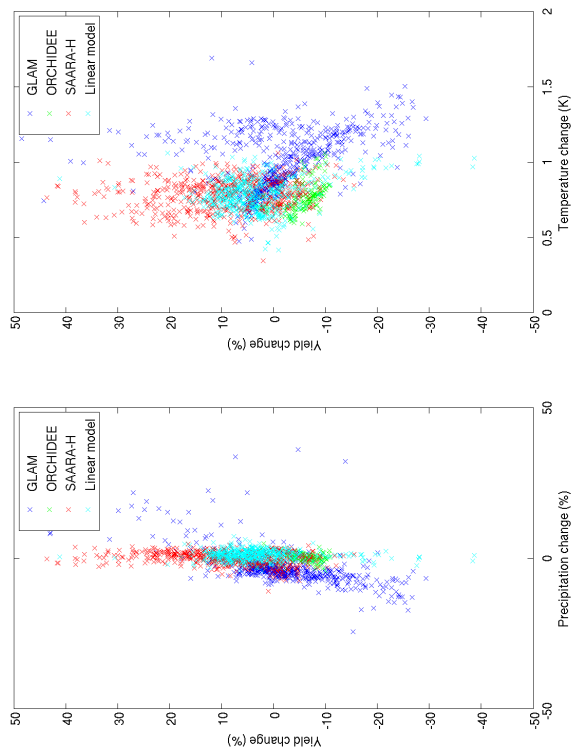 50
40
30
20
10
0
-10
-20
-30
-40
-50
Yield change (%)
-50
0
50
Precipitation change (%)
GLAM
ORCHIDEE
SAARA-H
Linear model
50
40
30
20
10
0
-10
-20
-30
-40
-50
Yield change (%)
0
0.5
1
1.5
2
Temperature change (K)
GLAM
ORCHIDEE
SAARA-H
Linear model